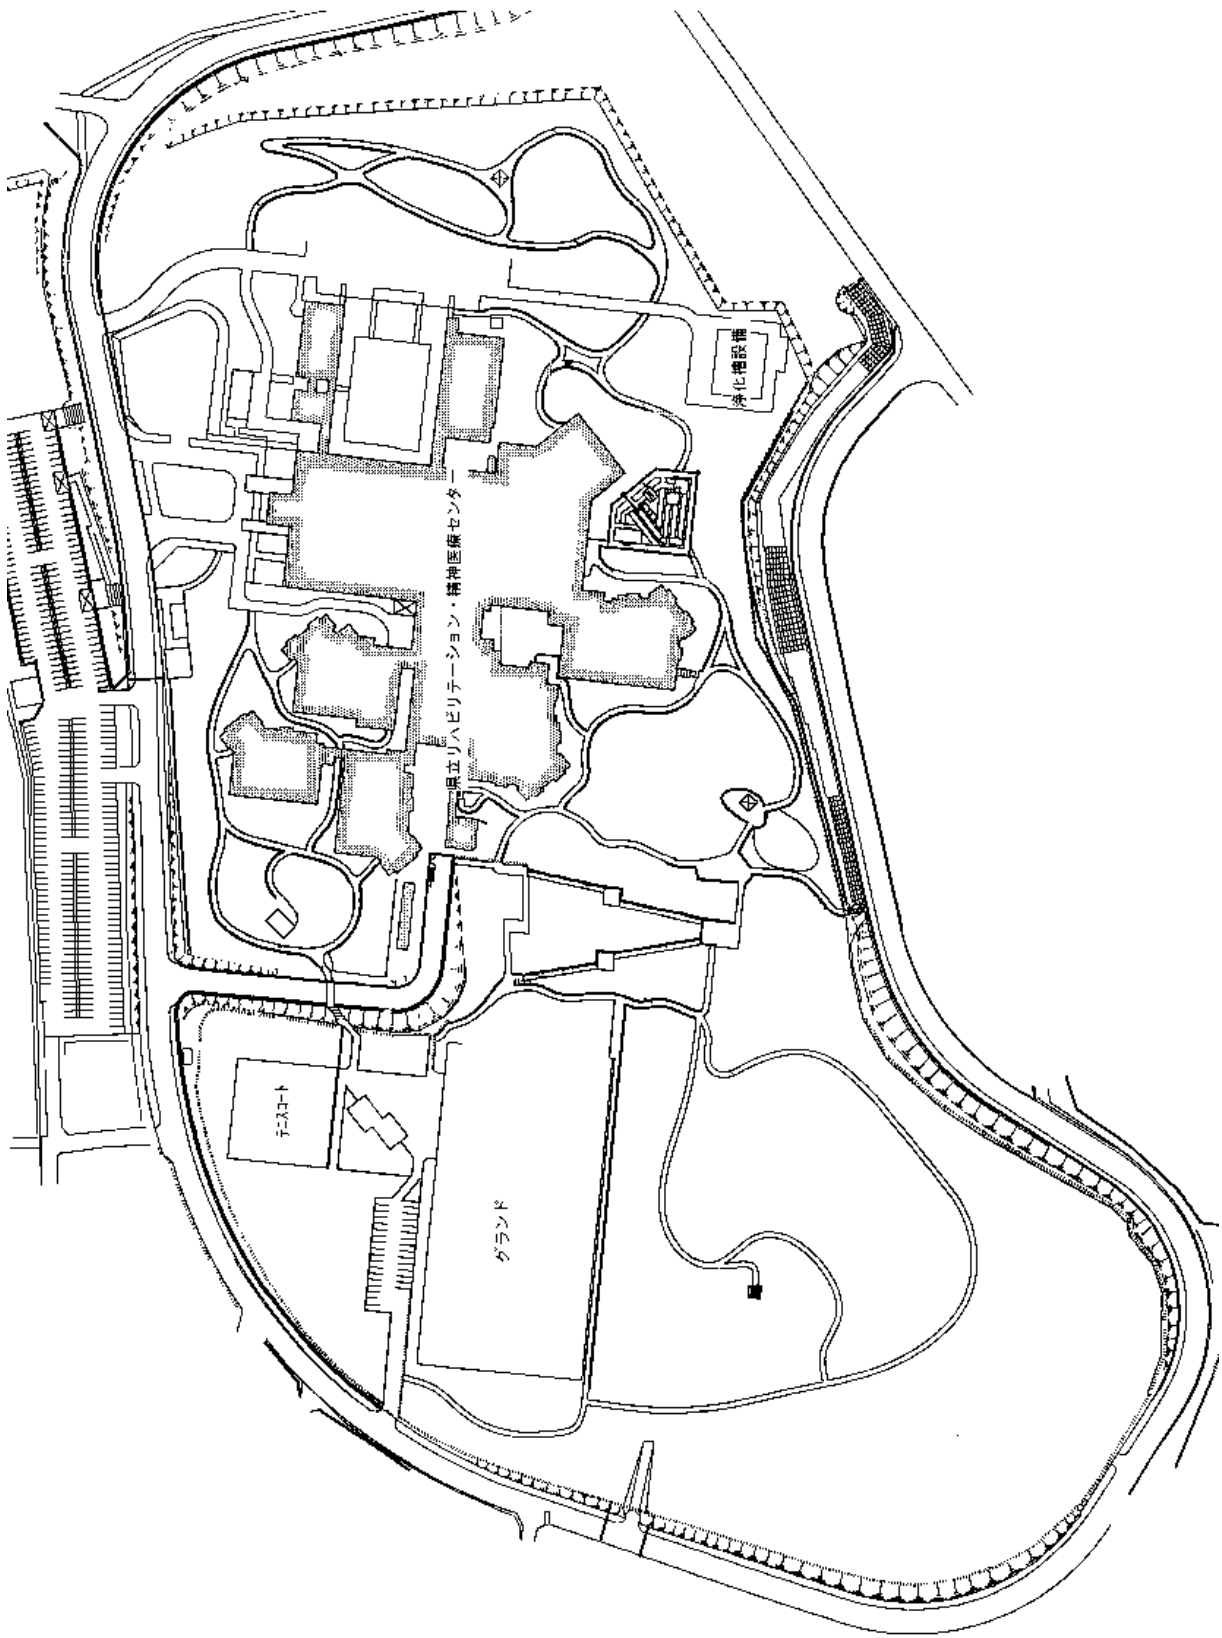 浄化槽設備
県立リハビリテーション・精神医療センター
テニスコート
グランド